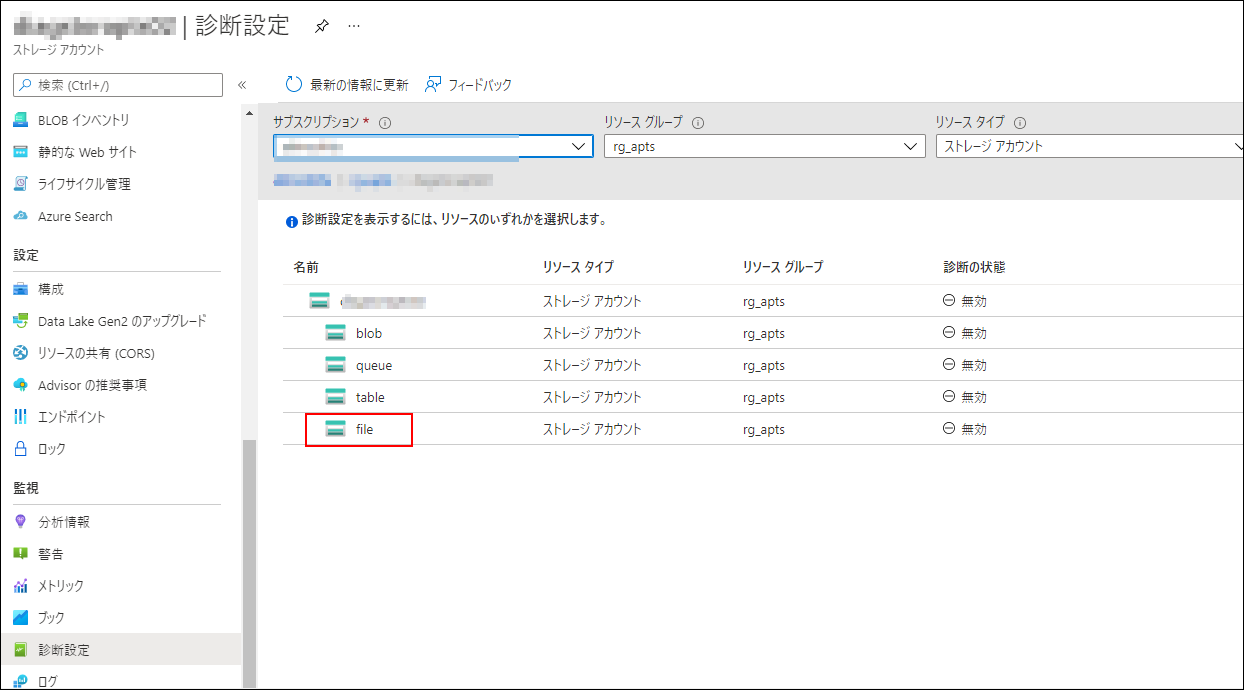 | 診断設定 ···
ストレージ アカウント
検索 (Ctrl+/) «
最新の情報に更新 フィードバック
BLOB インベントリ
静的な Web サイト
ライフサイクル管理
Azure Search
設定
構成
Data Lake Gen2 のアップグレード
リソースの共有 (CORS)
Advisor の推奨事項
エンドポイント
ロック
監視
分析情報
警告
メトリック
ブック
診断設定
ログ
サブスクリプション * リソース グループ リソース タイプ
rg_apts ストレージ アカウント
診断設定を表示するには、リソースのいずれかを選択します。
名前 リソース タイプ リソース グループ 診断の状態
ストレージ アカウント rg_apts 無効
blob ストレージ アカウント rg_apts 無効
queue ストレージ アカウント rg_apts 無効
table ストレージ アカウント rg_apts 無効
file ストレージ アカウント rg_apts 無効